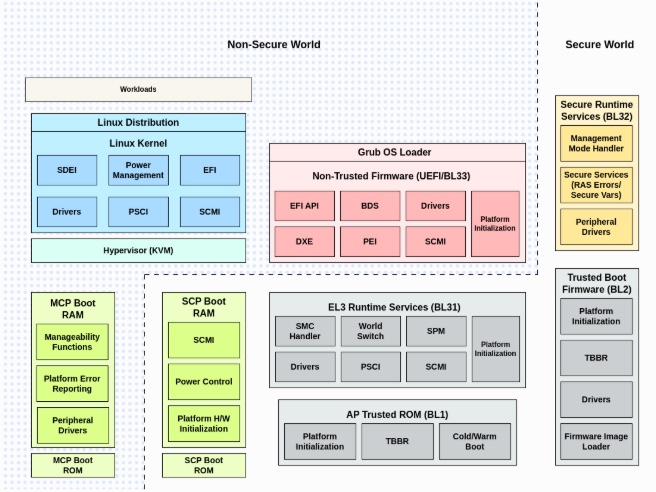 Non-Secure World
Secure World
Workloads
Linux Distribution
Linux Kernel
SDEI
Power
Management
EFI
Drivers
PSCI
SCMI
Hypervisor (KVM)
Grub OS Loader
Non-Trusted Firmware (UEFI/BL33)
EFI API
BDS
Drivers
Platform
Initialization
DXE
PEI
SCMI
Secure Runtime
Services (BL32)
Management
Mode Handler
Secure Services
(RAS Errors/
Secure Vars)
Peripheral
Drivers
MCP Boot
RAM
Manageability
Functions
Platform Error
Reporting
Peripheral
Drivers
MCP Boot
ROM
SCP Boot
RAM
SCMI
Power Control
Platform H/W
Initialization
SCP Boot
ROM
EL3 Runtime Services (BL31)
SMC
Handler
World
Switch
SPM
Platform
Initialization
Drivers
PSCI
SCMI
AP Trusted ROM (BL1)
Platform
Initialization
TBBR
Cold/Warm
Boot
Trusted Boot
Firmware (BL2)
Platform
Initialization
TBBR
Drivers
Firmware Image
Loader